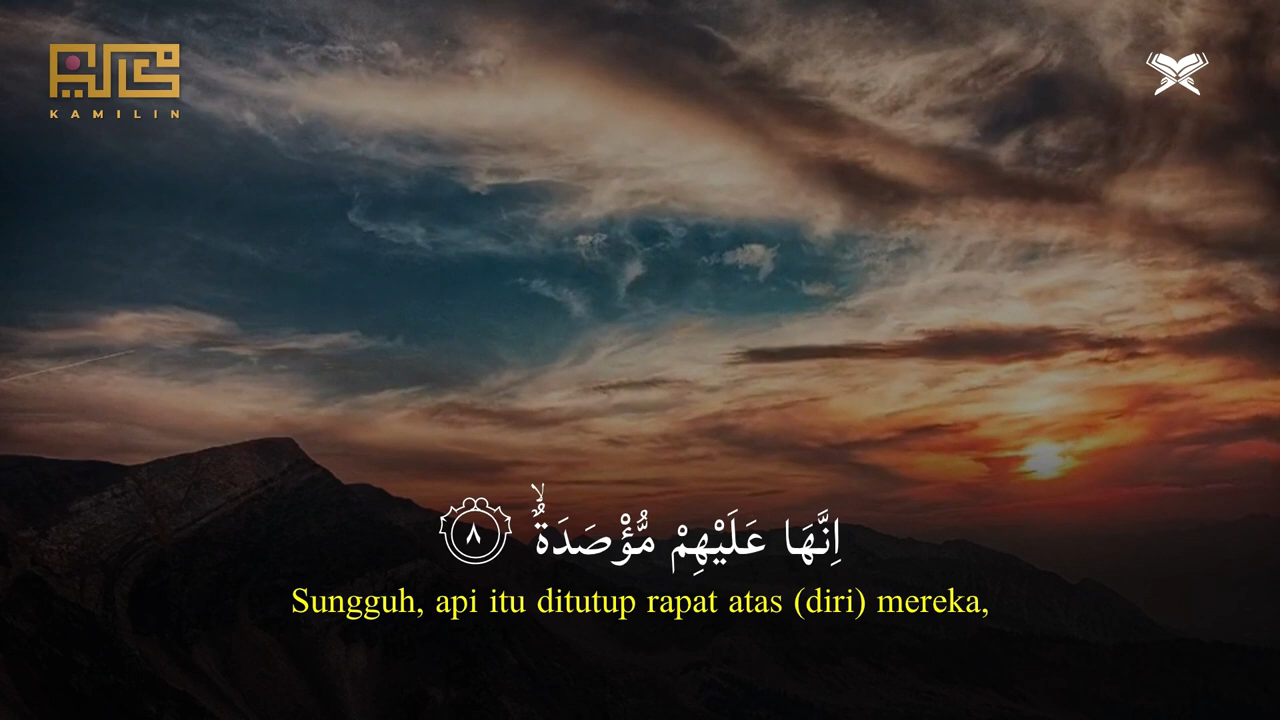 KAMILIN
اِنَّهَا عَلَيْهِمْ مُّؤْصَدَةٌۙ ٨
Sungguh, api itu ditutup rapat atas (diri) mereka,